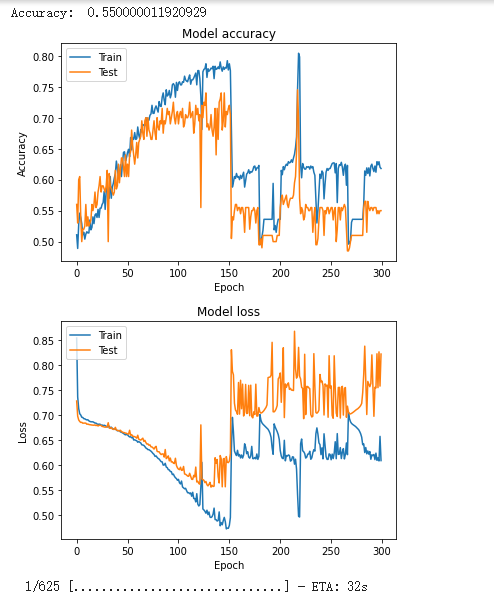 Accuracy: 0.550000011920929
Model accuracy
Train
Test
0.80
0.75
0.70
0.65
0.60
0.55
0.50
Accuracy
0 50 100 150 200 250 300
Epoch
Model loss
Train
Test
0.85
0.80
0.75
0.70
0.65
0.60
0.55
0.50
Loss
0 50 100 150 200 250 300
Epoch
1/625 [..............................] - ETA: 32s